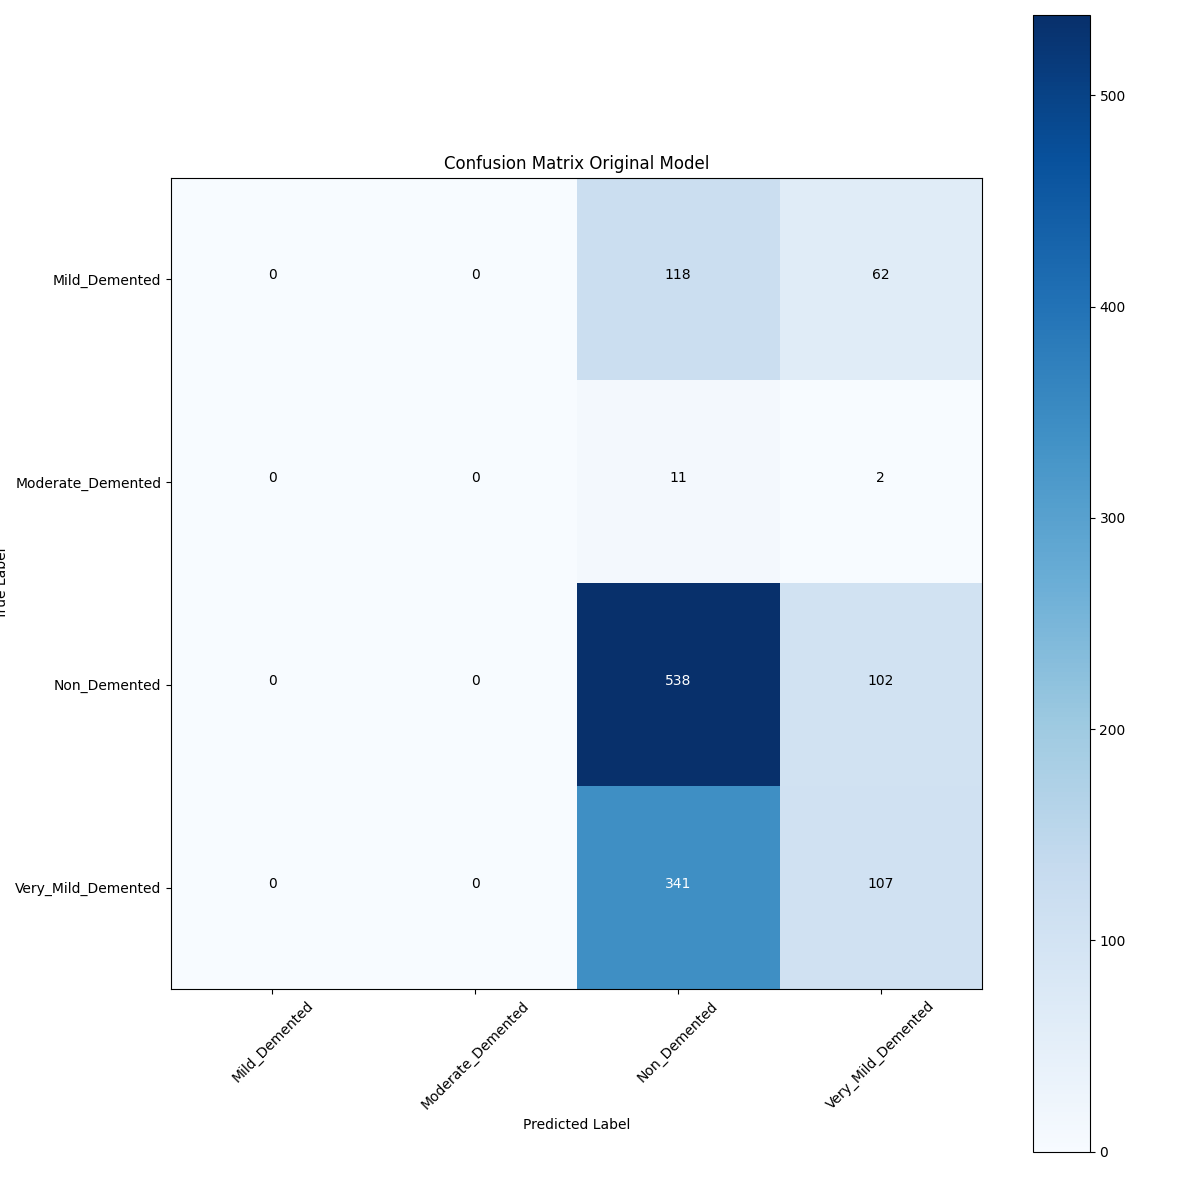 Confusion Matrix Original Model
Mild_Demented 0 0 118 62
Moderate_Demented 0 0 11 2
Non_Demented 0 0 538 102
Very_Mild_Demented 0 0 341 107
Mild_Demented Moderate_Demented Non_Demented Very_Mild_Demented
Predicted Label
500
400
300
200
100
0